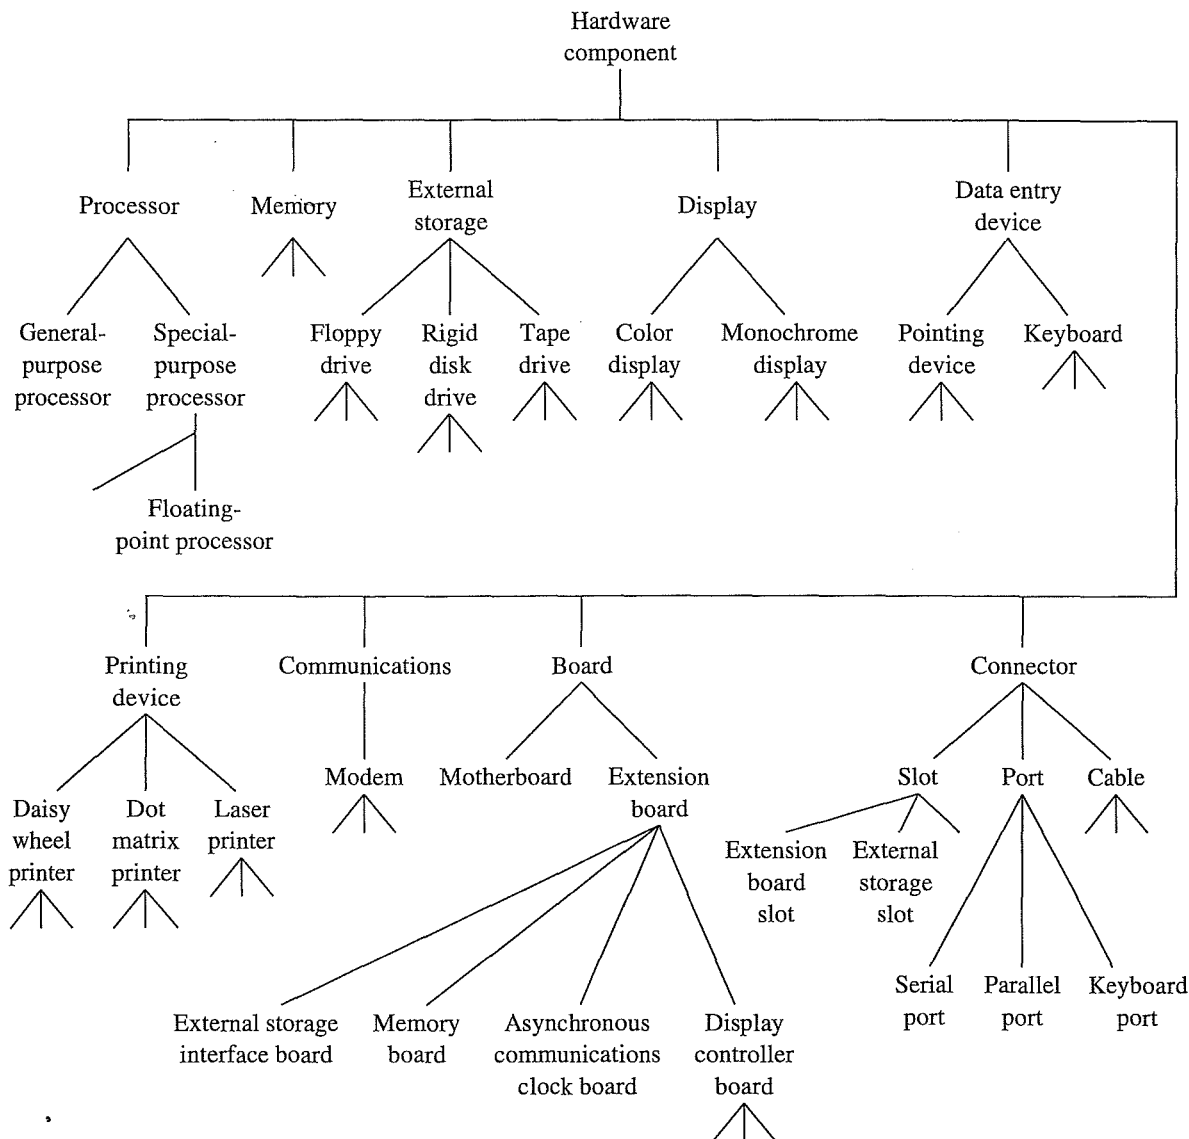 Hardware
component
Processor
Memory
External
storage
Display
Data entry
device
General-
purpose
processor
Special-
purpose
processor
Floppy
drive
Rigid
disk
drive
Tape
drive
Color
display
Monochrome
display
Pointing
device
Keyboard
Floating-
point processor
Printing
device
Communications
Board
Connector
Daisy
wheel
printer
Dot
matrix
printer
Laser
printer
Modem
Motherboard
Extension
board
Slot
Port
Cable
Extension
board
slot
External
storage
slot
Serial
port
Parallel
port
Keyboard
port
External storage
interface board
Memory
board
Asynchronous
communications
clock board
Display
controller
board